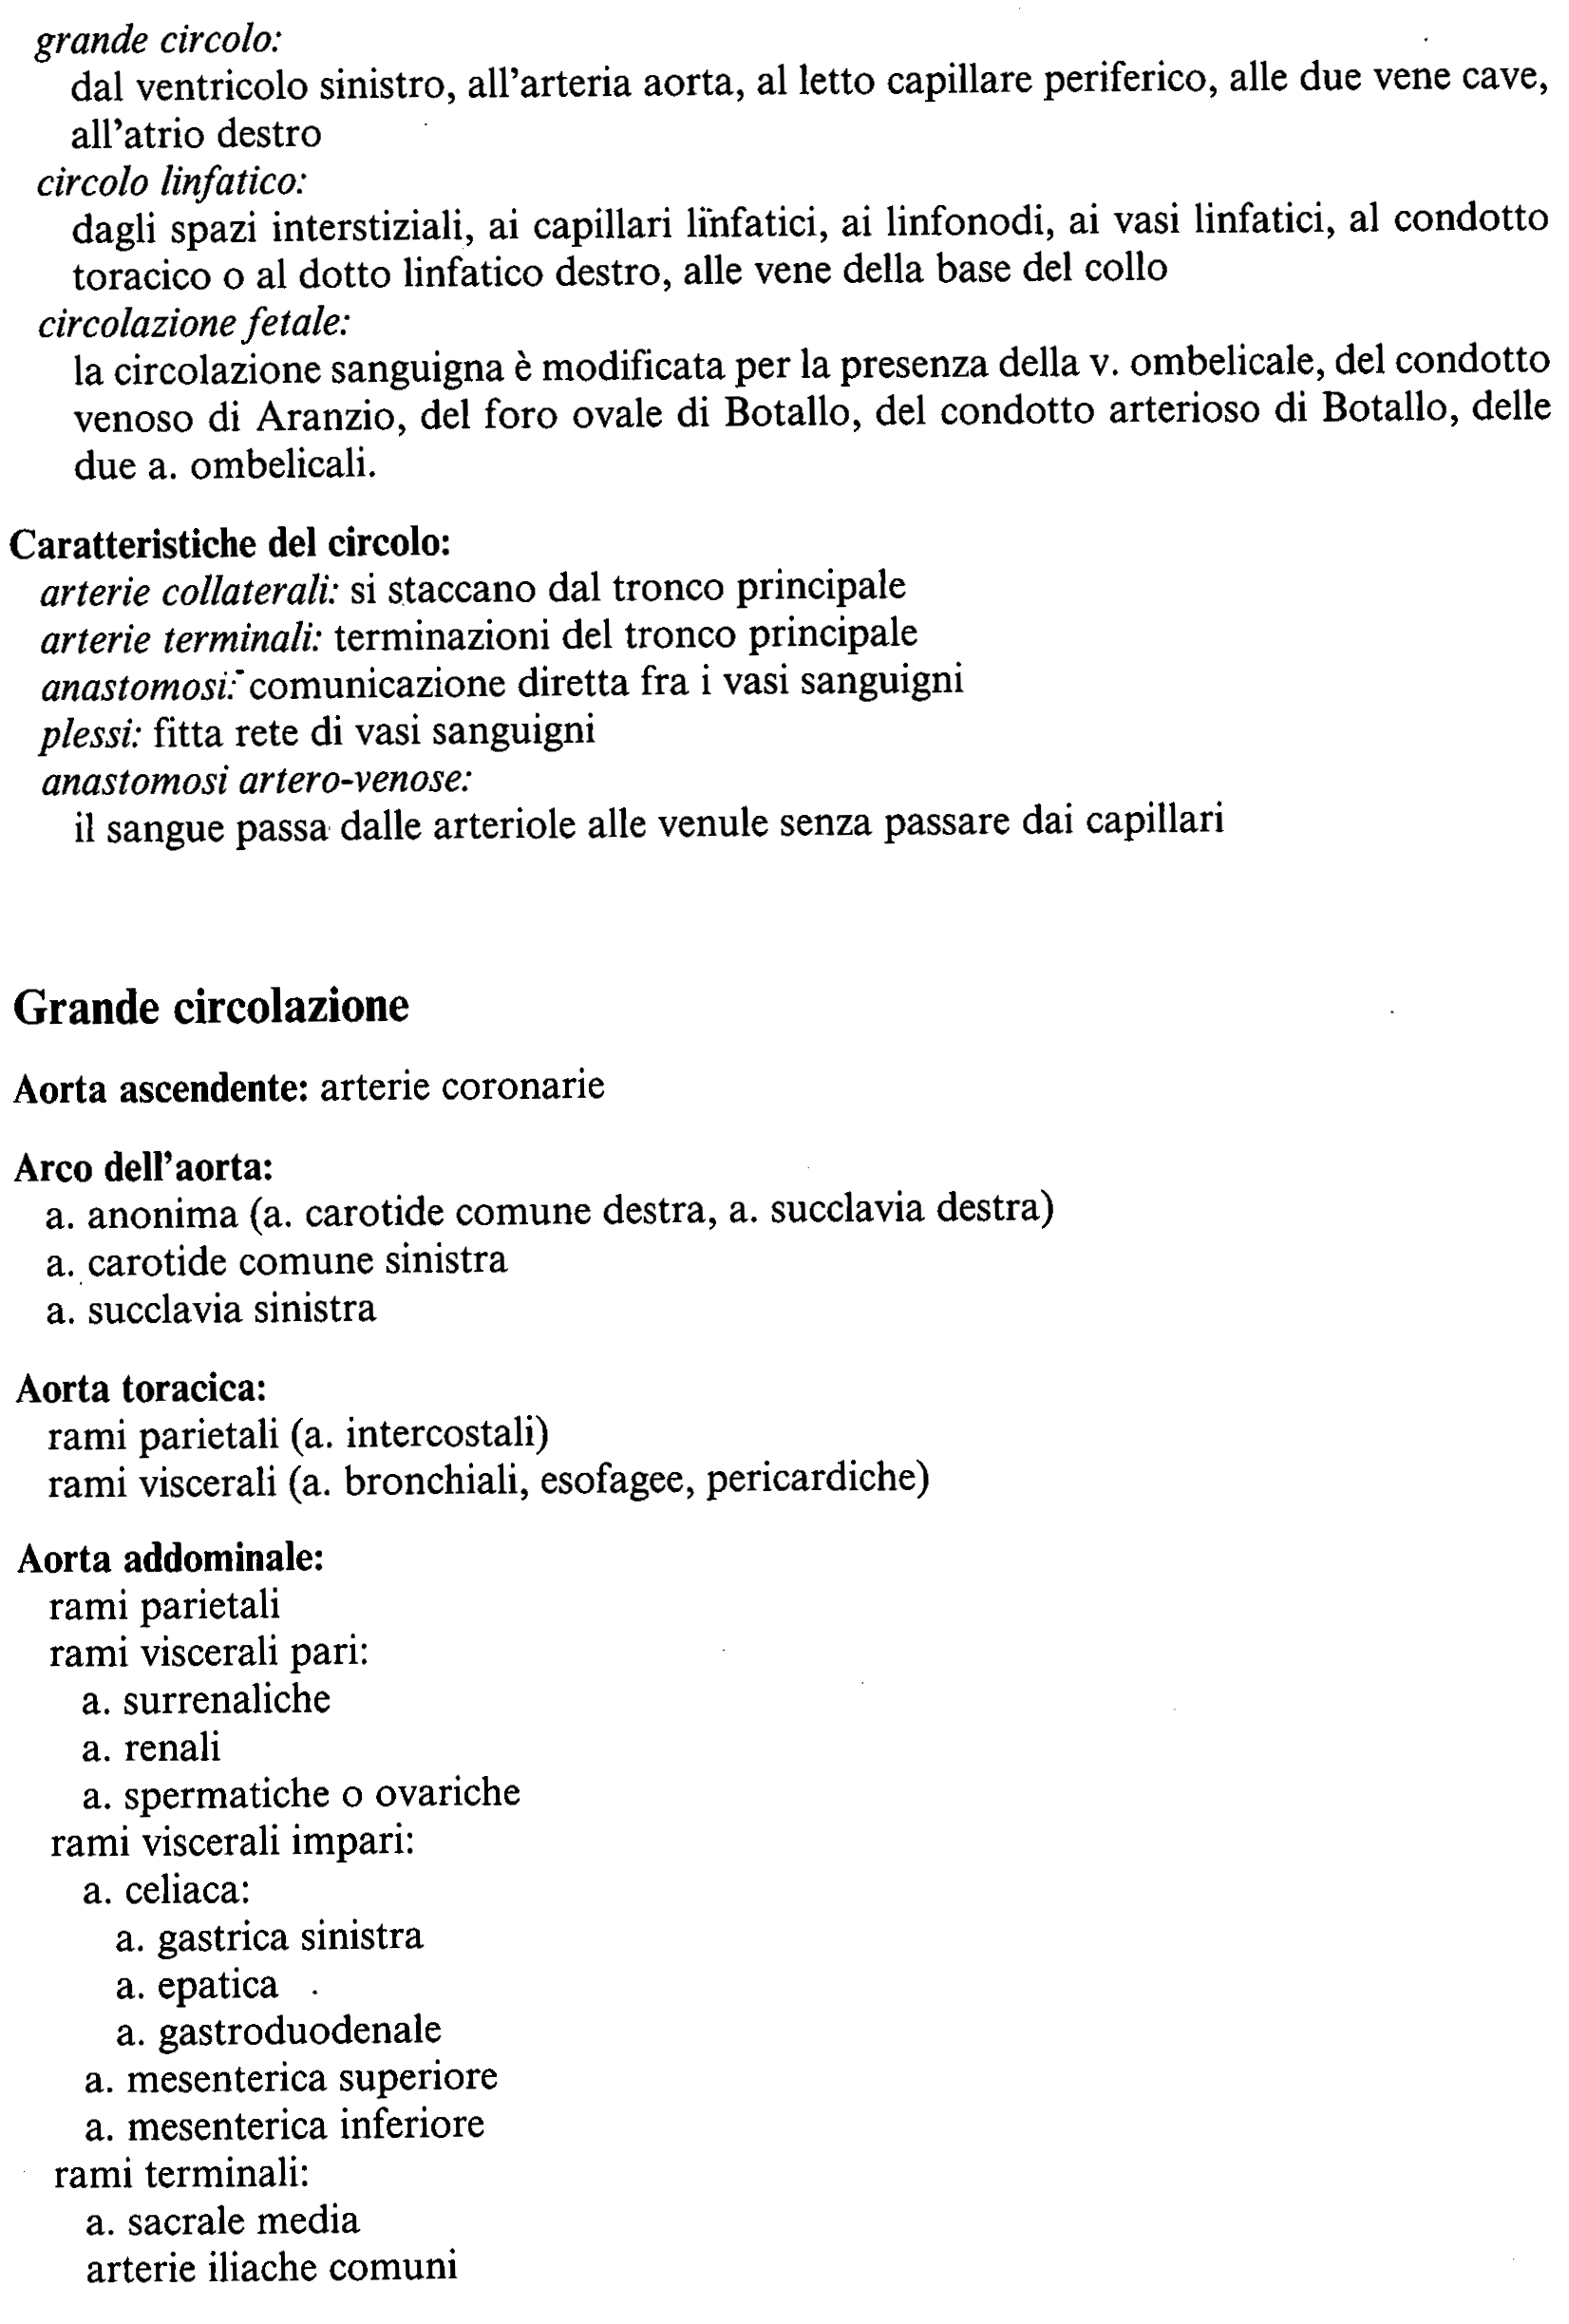 grande circolo:
dal ventricolo sinistro, all'arteria aorta, al letto capillare periferico, alle due vene cave,
all'atrio destro
circolo linfatico:
dagli spazi interstiziali, ai capillari linfatici, ai linfonodi, ai vasi linfatici, al condotto
toracico o al dotto linfatico destro, alle vene della base del collo
circolazione fetale:
la circolazione sanguigna è modificata per la presenza della v. ombelicale, del condotto
venoso di Aranzio, del foro ovale di Botallo, del condotto arterioso di Botallo, delle
due a. ombelicali.
Caratteristiche del circolo:
arterie collaterali: si staccano dal tronco principale
arterie terminali: terminazioni del tronco principale
anastomosi: comunicazione diretta fra i vasi sanguigni
plessi: fitta rete di vasi sanguigni
anastomosi artero-venose:
il sangue passa dalle arteriole alle venule senza passare dai capillari
Grande circolazione
Aorta ascendente: arterie coronarie
Arco dell'aorta:
a. anonima (a. carotide comune destra, a. succlavia destra)
a. carotide comune sinistra
a. succlavia sinistra
Aorta toracica:
rami parietali (a. intercostali)
rami viscerali (a. bronchiali, esofagee, pericardiche)
Aorta addominale:
rami parietali
rami viscerali pari:
a. surrenaliche
a. renali
a. spermatiche o ovariche
rami viscerali impari:
a. celiaca:
a. gastrica sinistra
a. epatica
a. gastroduodenale
a. mesenterica superiore
a. mesenterica inferiore
rami terminali:
a. sacrale media
arterie iliache comuni